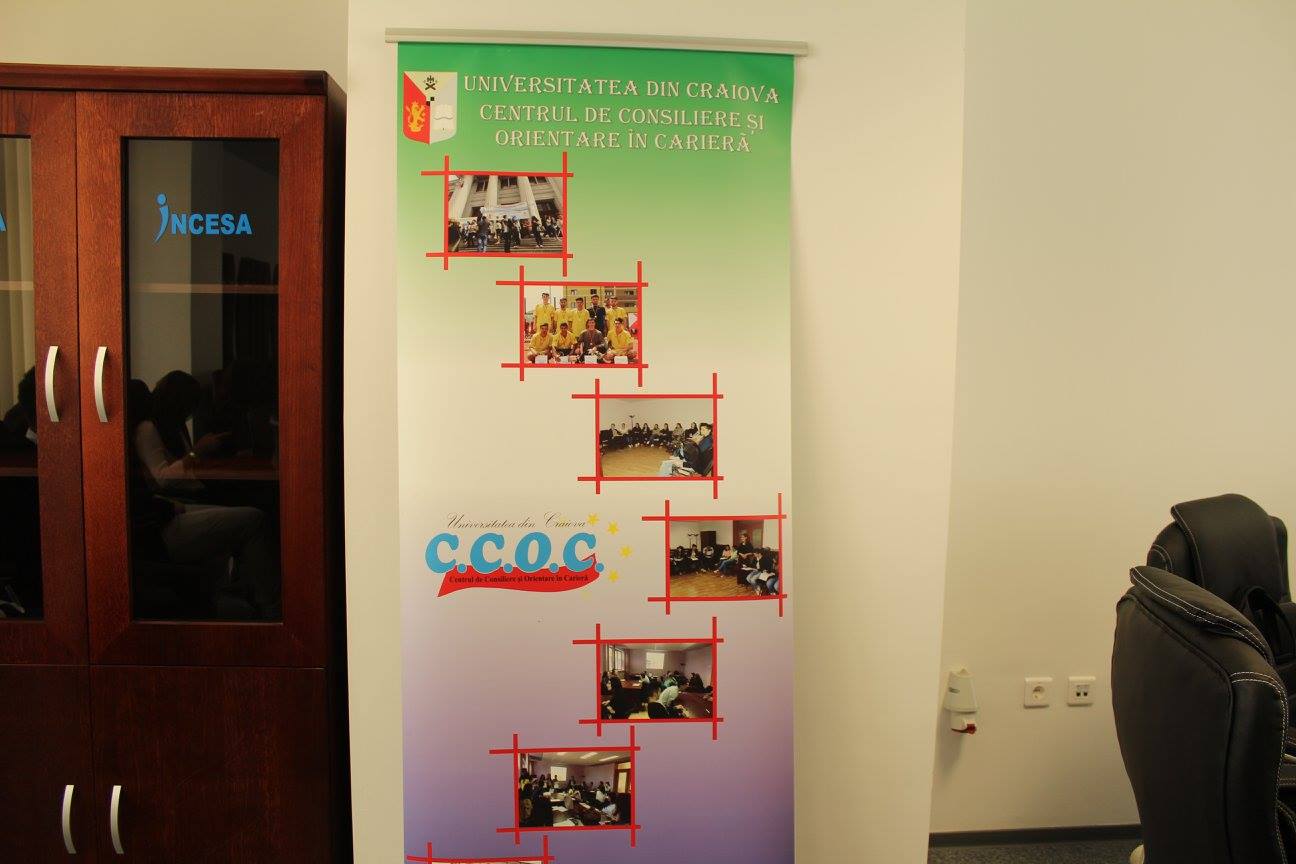 UNIVERSITATEA DIN CRAIOVA
CENTRUL DE CONSILIERE ȘI
ORIENTARE ÎN CARIERĂ
INCESA
A
Universitatea din Craiova
C.C.O.C.
Centrul de Consiliere și Orientare în Carieră